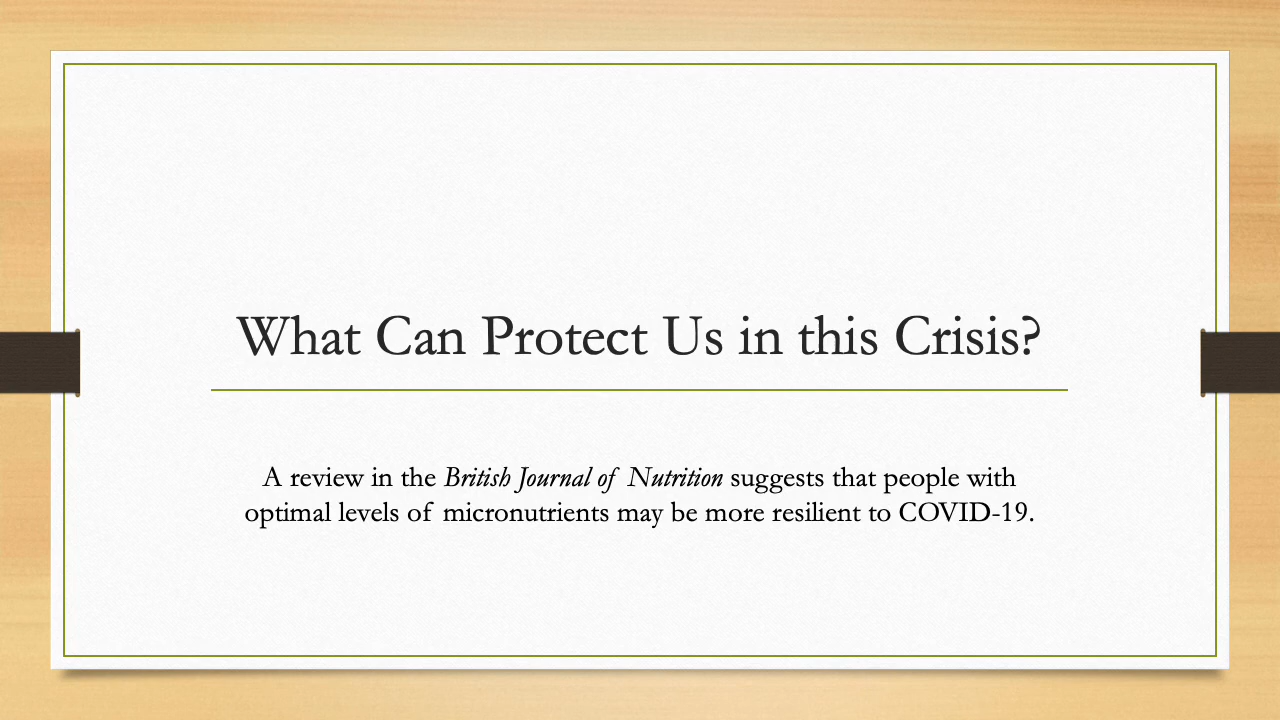 What Can Protect Us in this Crisis?
A review in the British Journal of Nutrition suggests that people with
optimal levels of micronutrients may be more resilient to COVID-19.